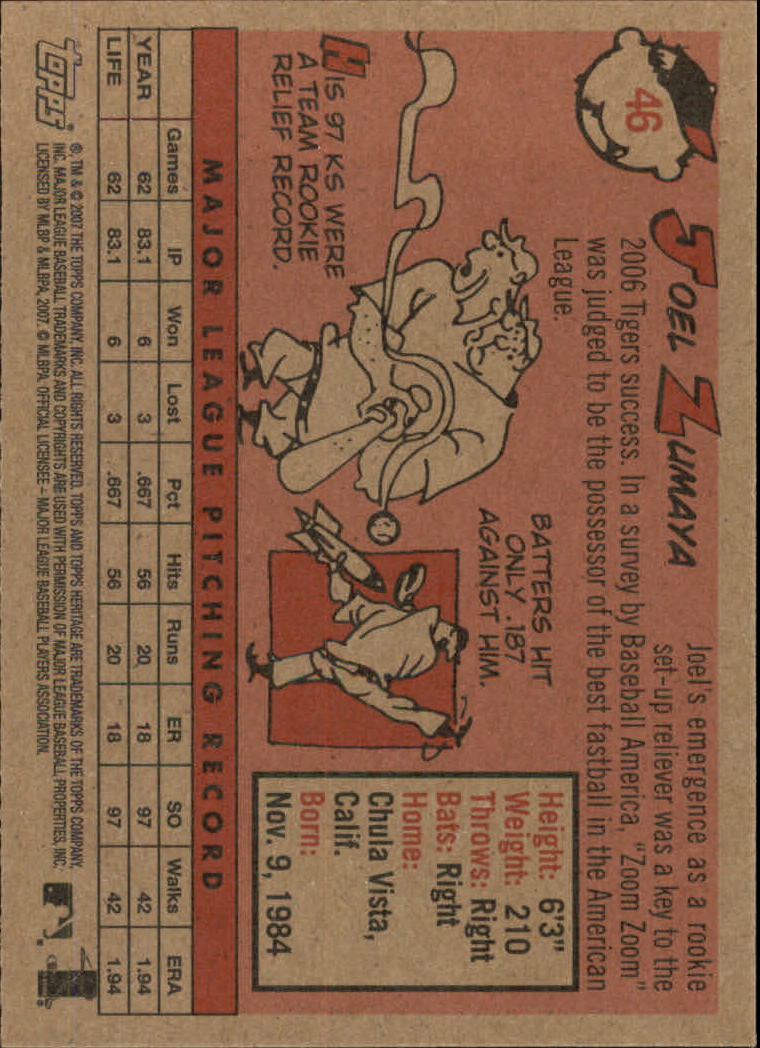 46
JOEL ZUMAYA
Joel's emergence as a rookie
set-up reliever was a key to the
2006 Tigers success. In a survey by Baseball America, "Zoom Zoom"
was judged to be the possessor of the best fastball in the American
League.
HIS 97 KS WERE
A TEAM ROOKIE
RELIEF RECORD.
BATTERS HIT
ONLY .187
AGAINST HIM.
Height: 6'3"
Weight: 210
Throws: Right
Bats: Right
Home:
Chula Vista,
Calif.
Born:
Nov. 9, 1984
MAJOR LEAGUE PITCHING RECORD
Games IP Won Lost Pct Hits Runs ER SO Walks ERA
YEAR 62 83.1 6 3 .667 56 20 18 97 42 1.94
LIFE 62 83.1 6 3 .667 56 20 18 97 42 1.94
Topps
®, TM & © 2007 THE TOPPS COMPANY, INC. ALL RIGHTS RESERVED. TOPPS AND TOPPS HERITAGE ARE TRADEMARKS OF THE TOPPS COMPANY,
INC. MAJOR LEAGUE BASEBALL TRADEMARKS AND COPYRIGHTS ARE USED WITH PERMISSION OF MAJOR LEAGUE BASEBALL PROPERTIES, INC.
LICENSED BY MLBP & MLBPA, 2007. © MLBPA. OFFICIAL LICENSEE – MAJOR LEAGUE BASEBALL PLAYERS ASSOCIATION.